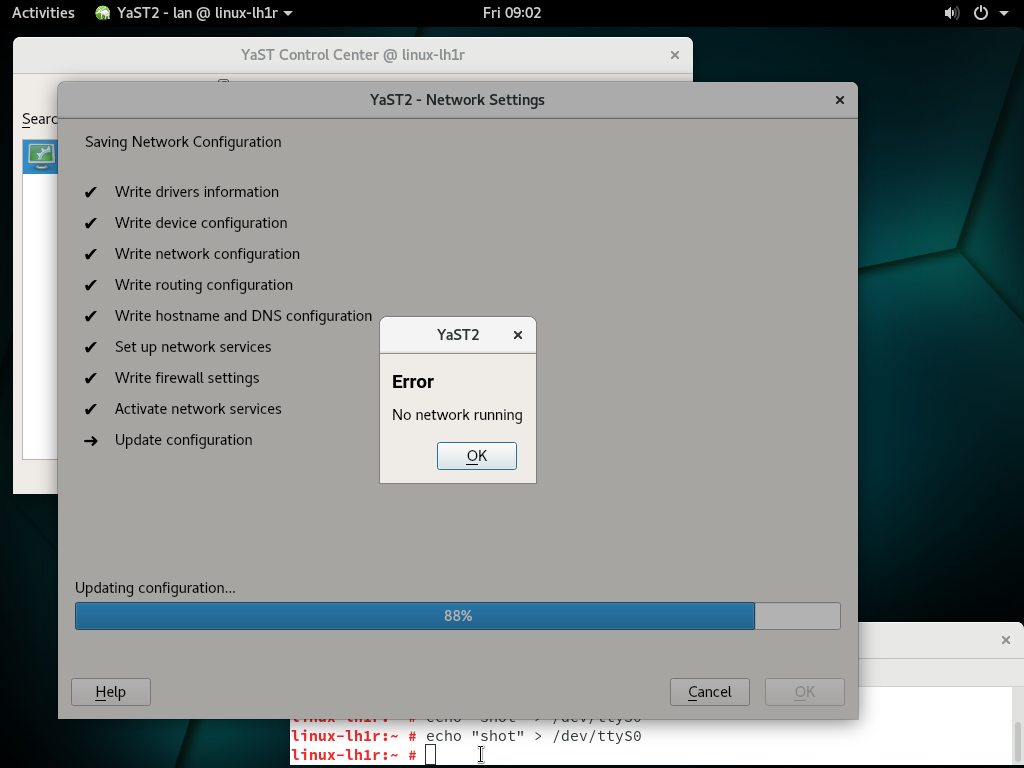 Activities YaST2 - lan @ linux-lh1r Fri 09:02
YaST Control Center @ linux-lh1r
Searc
YaST2 - Network Settings
Saving Network Configuration
✔ Write drivers information
✔ Write device configuration
✔ Write network configuration
✔ Write routing configuration
✔ Write hostname and DNS configuration
✔ Set up network services
✔ Write firewall settings
✔ Activate network services
➔ Update configuration
YaST2
Error
No network running
OK
Updating configuration...
88%
Help Cancel OK
linux-lh1r:~ # echo "shot" > /dev/ttyS0
linux-lh1r:~ # echo "shot" > /dev/ttyS0
linux-lh1r:~ #